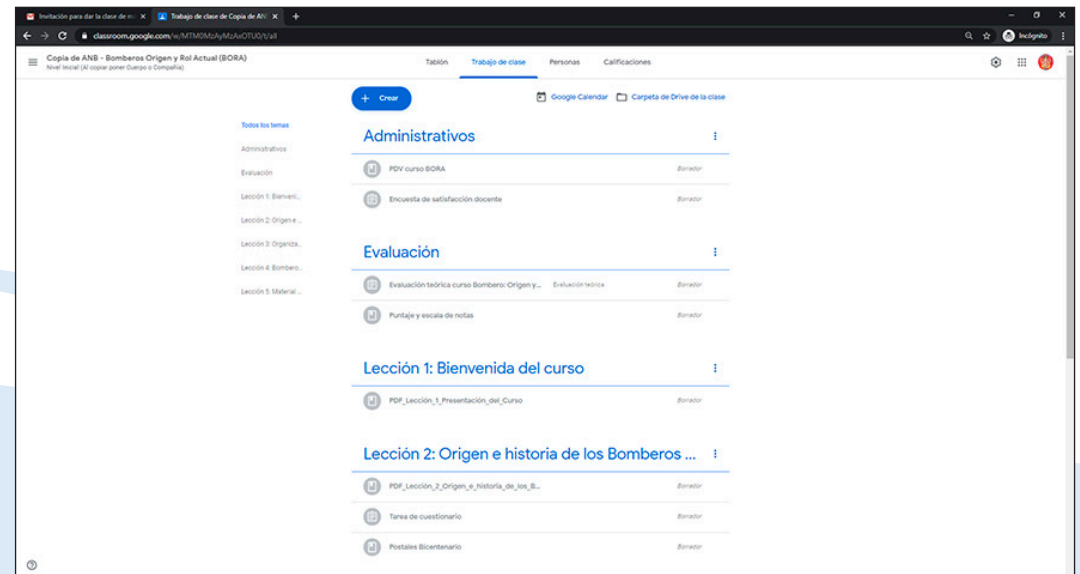 Invitación para dar la clase de m
Trabajo de clase de Copia de AN
classroom.google.com/w/MTM0MzAyMzAxOTU0/t/all
Incógnito
Copia de ANB - Bomberos Origen y Rol Actual (BORA)
Nivel Inicial (Al copiar poner Cuerpo o Compañía)
Tablón
Trabajo de clase
Personas
Calificaciones
Crear
Google Calendar
Carpeta de Drive de la clase
Todos los temas
Administrativos
Evaluación
Lección 1: Bienveni...
Lección 2: Origen e ...
Lección 3: Organiza...
Lección 4: Bombero...
Lección 5: Material ...
Administrativos
PDV curso BORA Borrador
Encuesta de satisfacción docente Borrador
Evaluación
Evaluación teórica curso Bombero: Origen y... Evaluación teórica Borrador
Puntaje y escala de notas Borrador
Lección 1: Bienvenida del curso
PDF_Lección_1_Presentación_del_Curso Borrador
Lección 2: Origen e historia de los Bomberos ...
PDF_Lección_2_Origen_e_historia_de_los_B... Borrador
Tarea de cuestionario Borrador
Postales Bicentenario Borrador